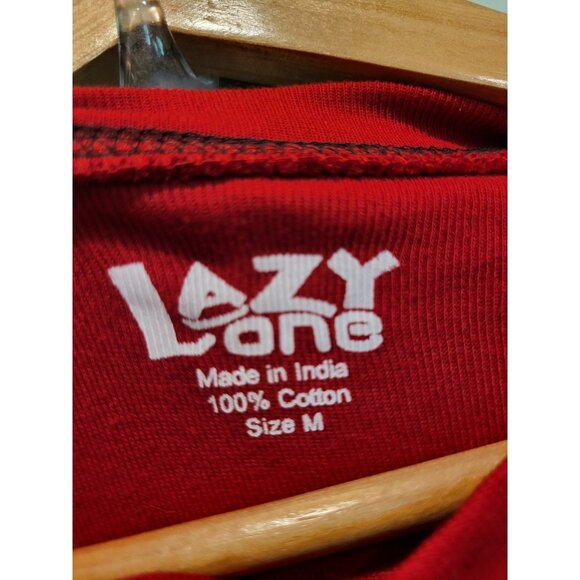 LAZY
One
Made in India
100% Cotton
Size M